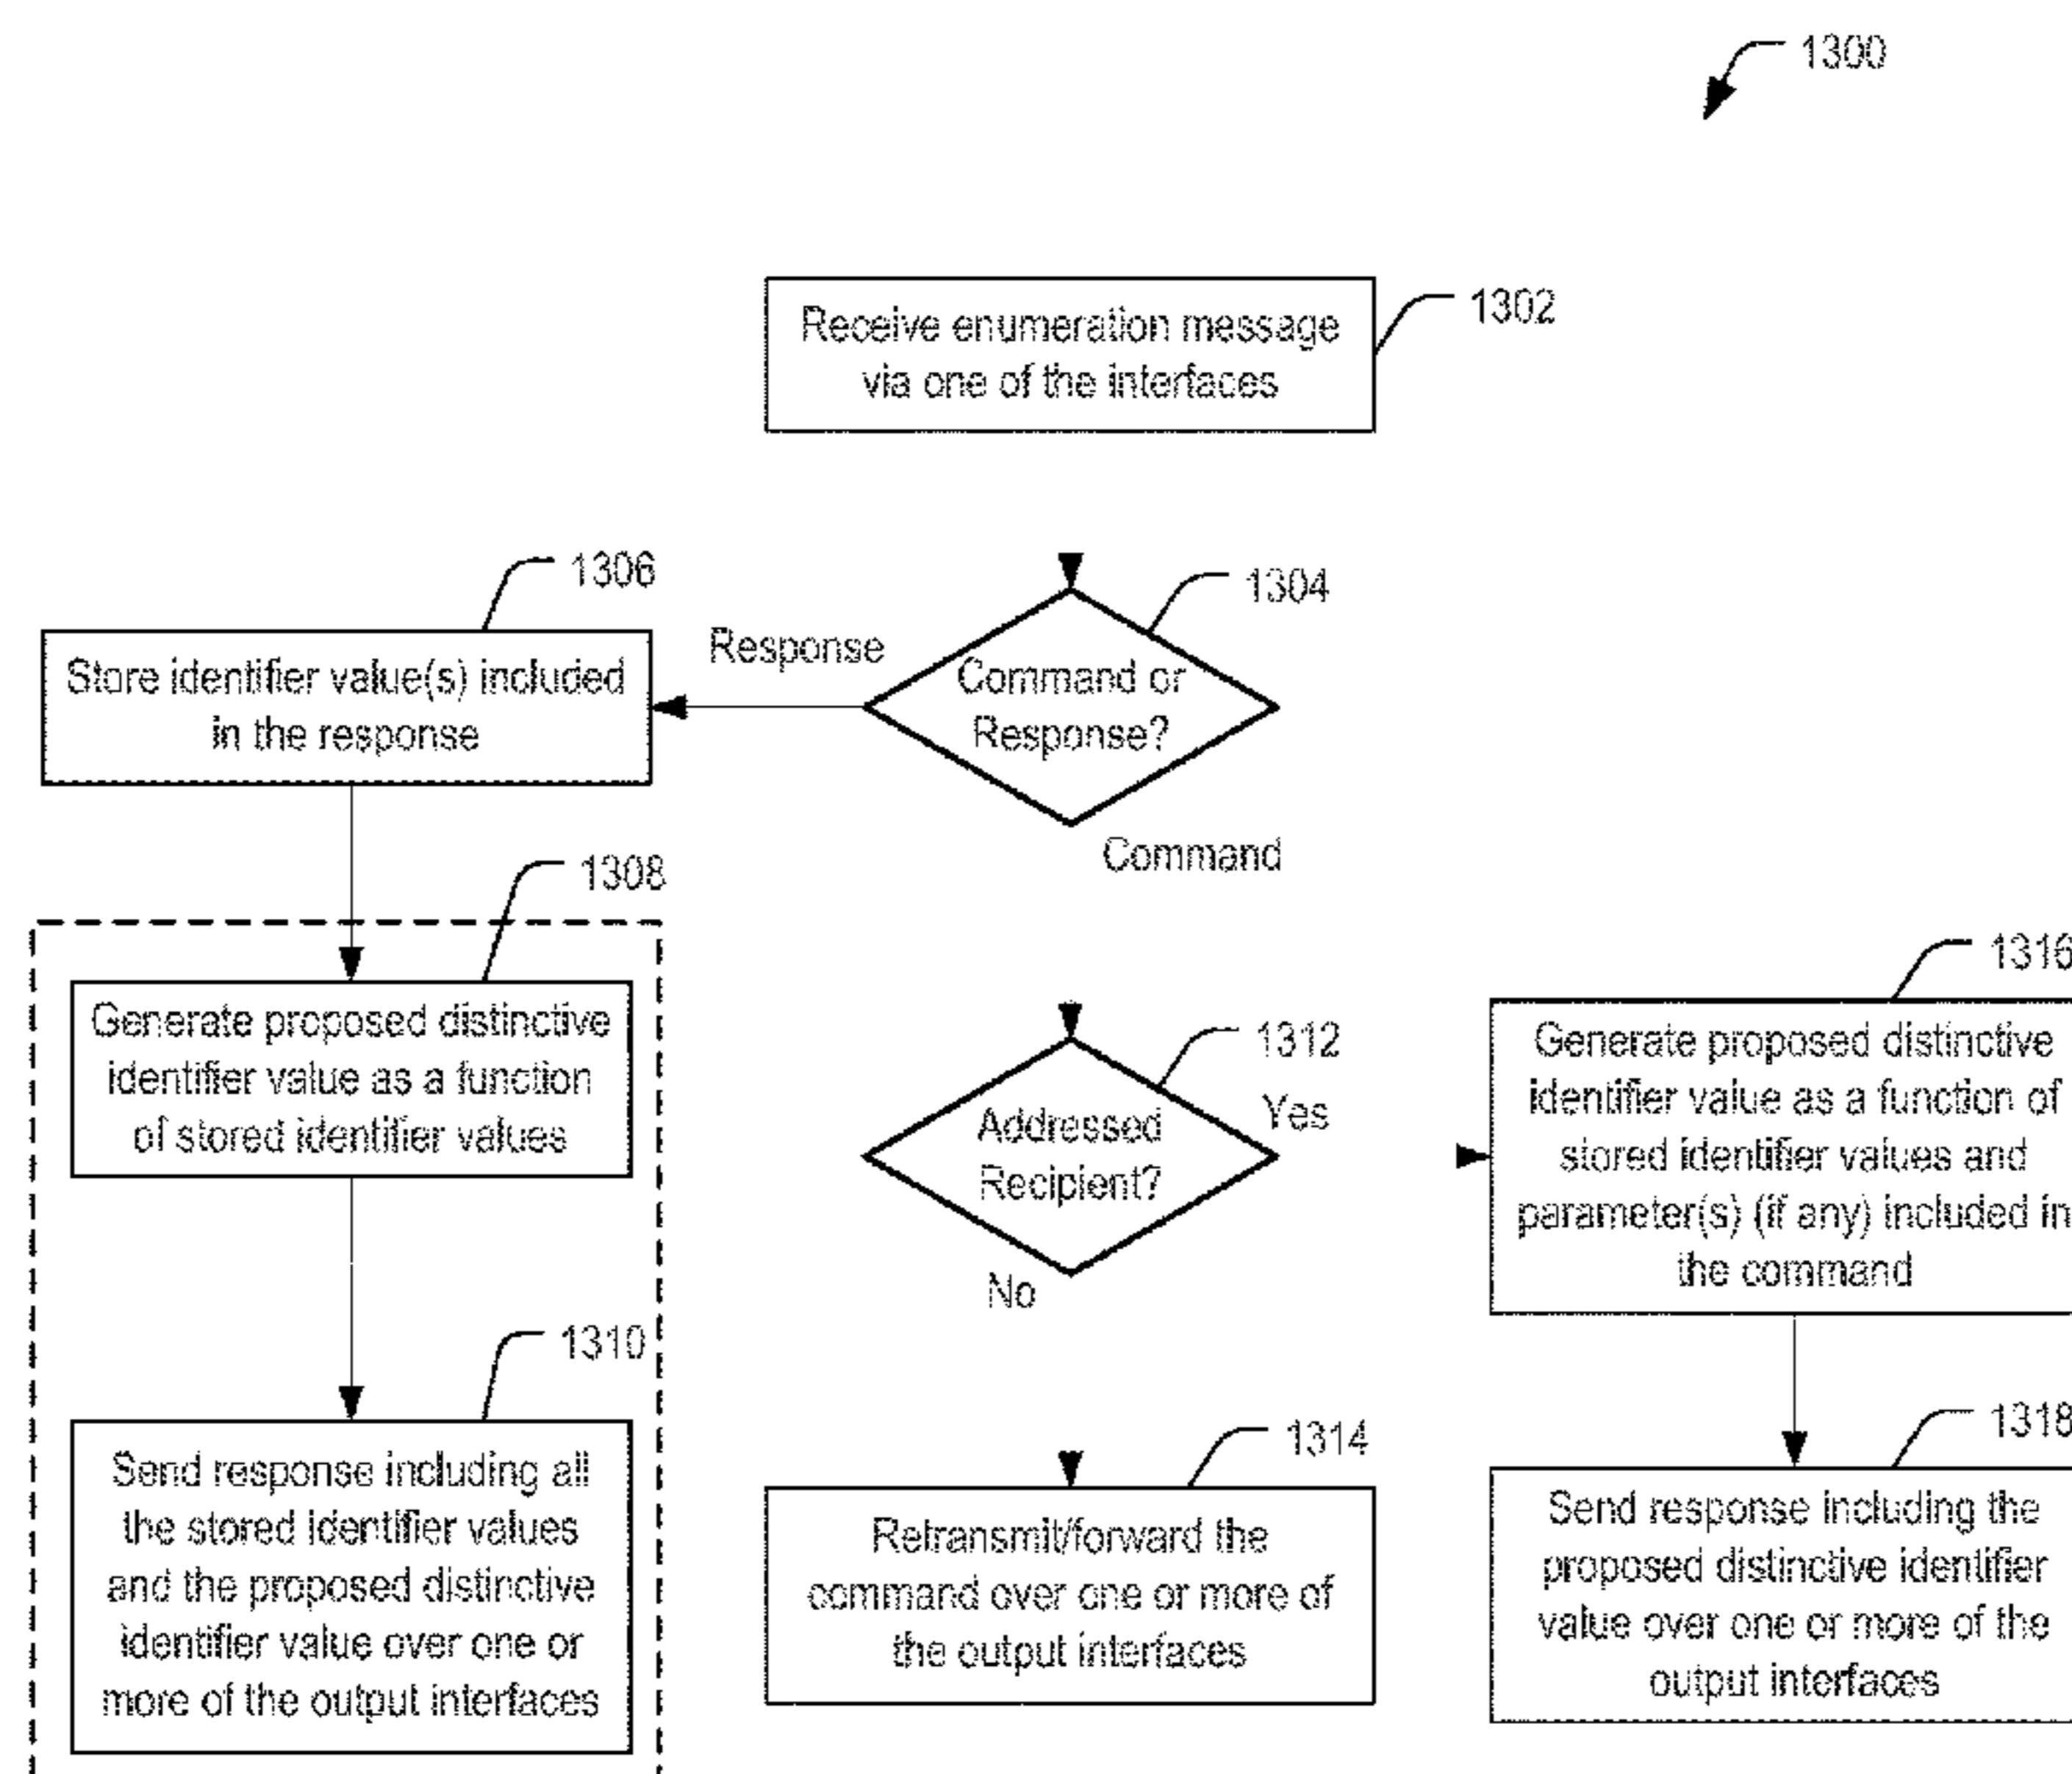 1300
Receive enumeration message
via one of the interfaces
1302
1306
Store identifier value(s) included
in the response
Response
1304
Command or
Response?
Command
1308
Generate proposed distinctive
identifier value as a function
of stored identifier values
1312
Addressed
Recipient?
Yes
No
1316
Generate proposed distinctive
identifier value as a function of
stored identifier values and
parameter(s) (if any) included in
the command
1310
Send response including all
the stored identifier values
and the proposed distinctive
identifier value over one or
more of the output interfaces
1314
Retransmit/forward the
command over one or more of
the output interfaces
1318
Send response including the
proposed distinctive identifier
value over one or more of the
output interfaces